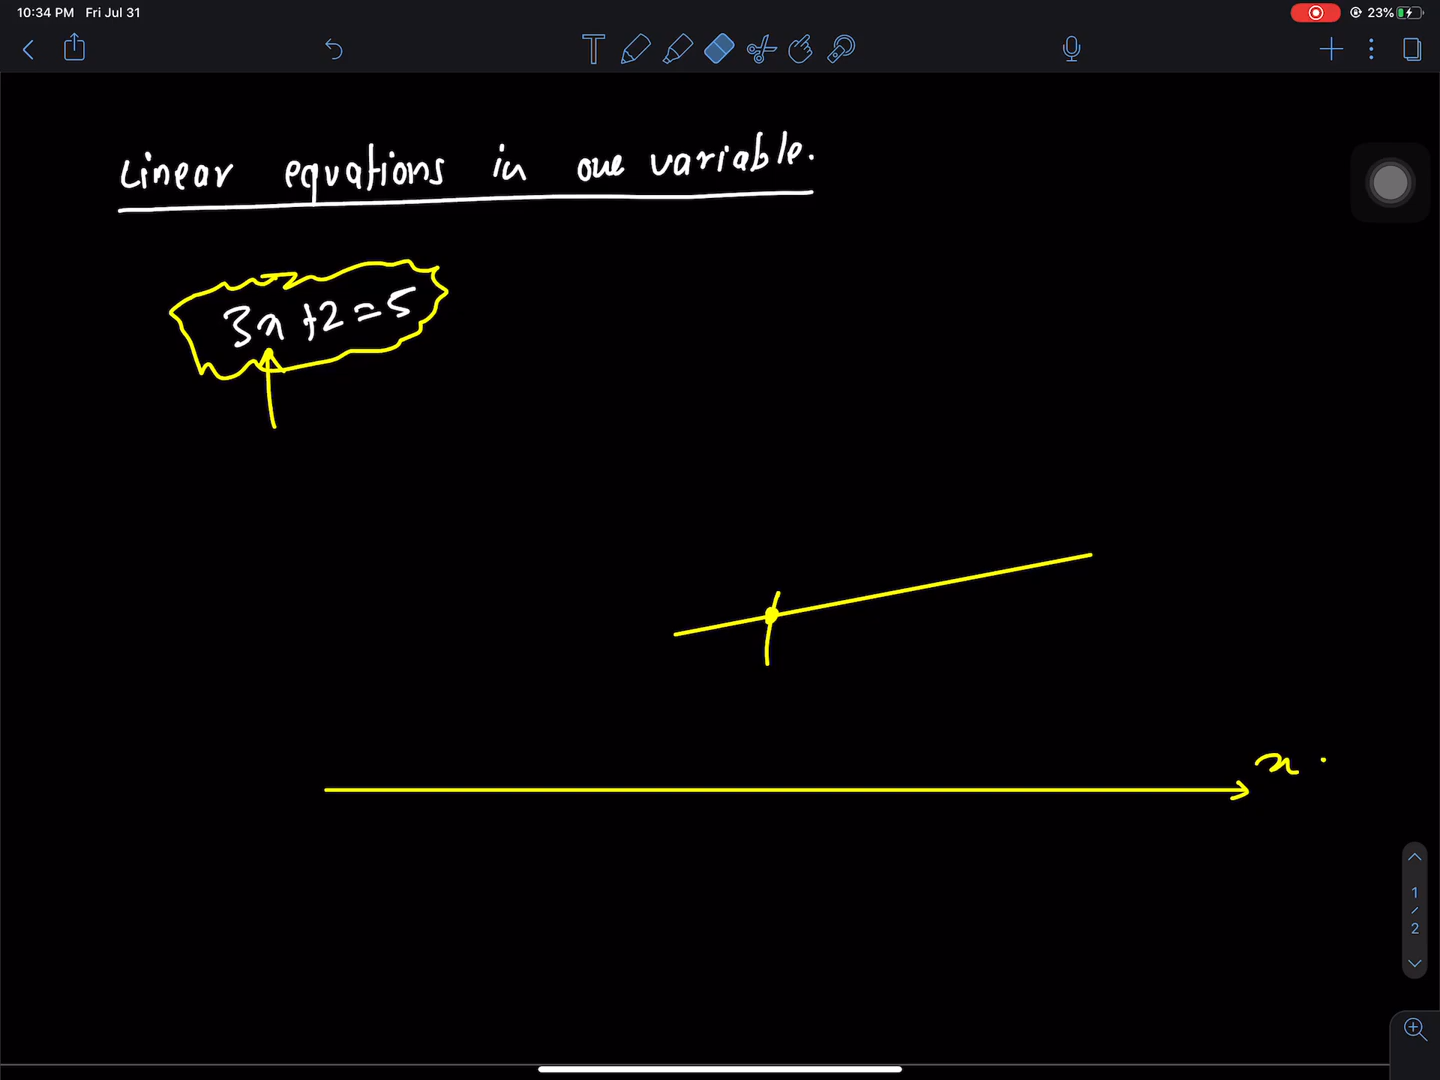 10:34 PM Fri Jul 31
23%
T
Linear equations in one variable.
3x+2=5
x
1
/
2